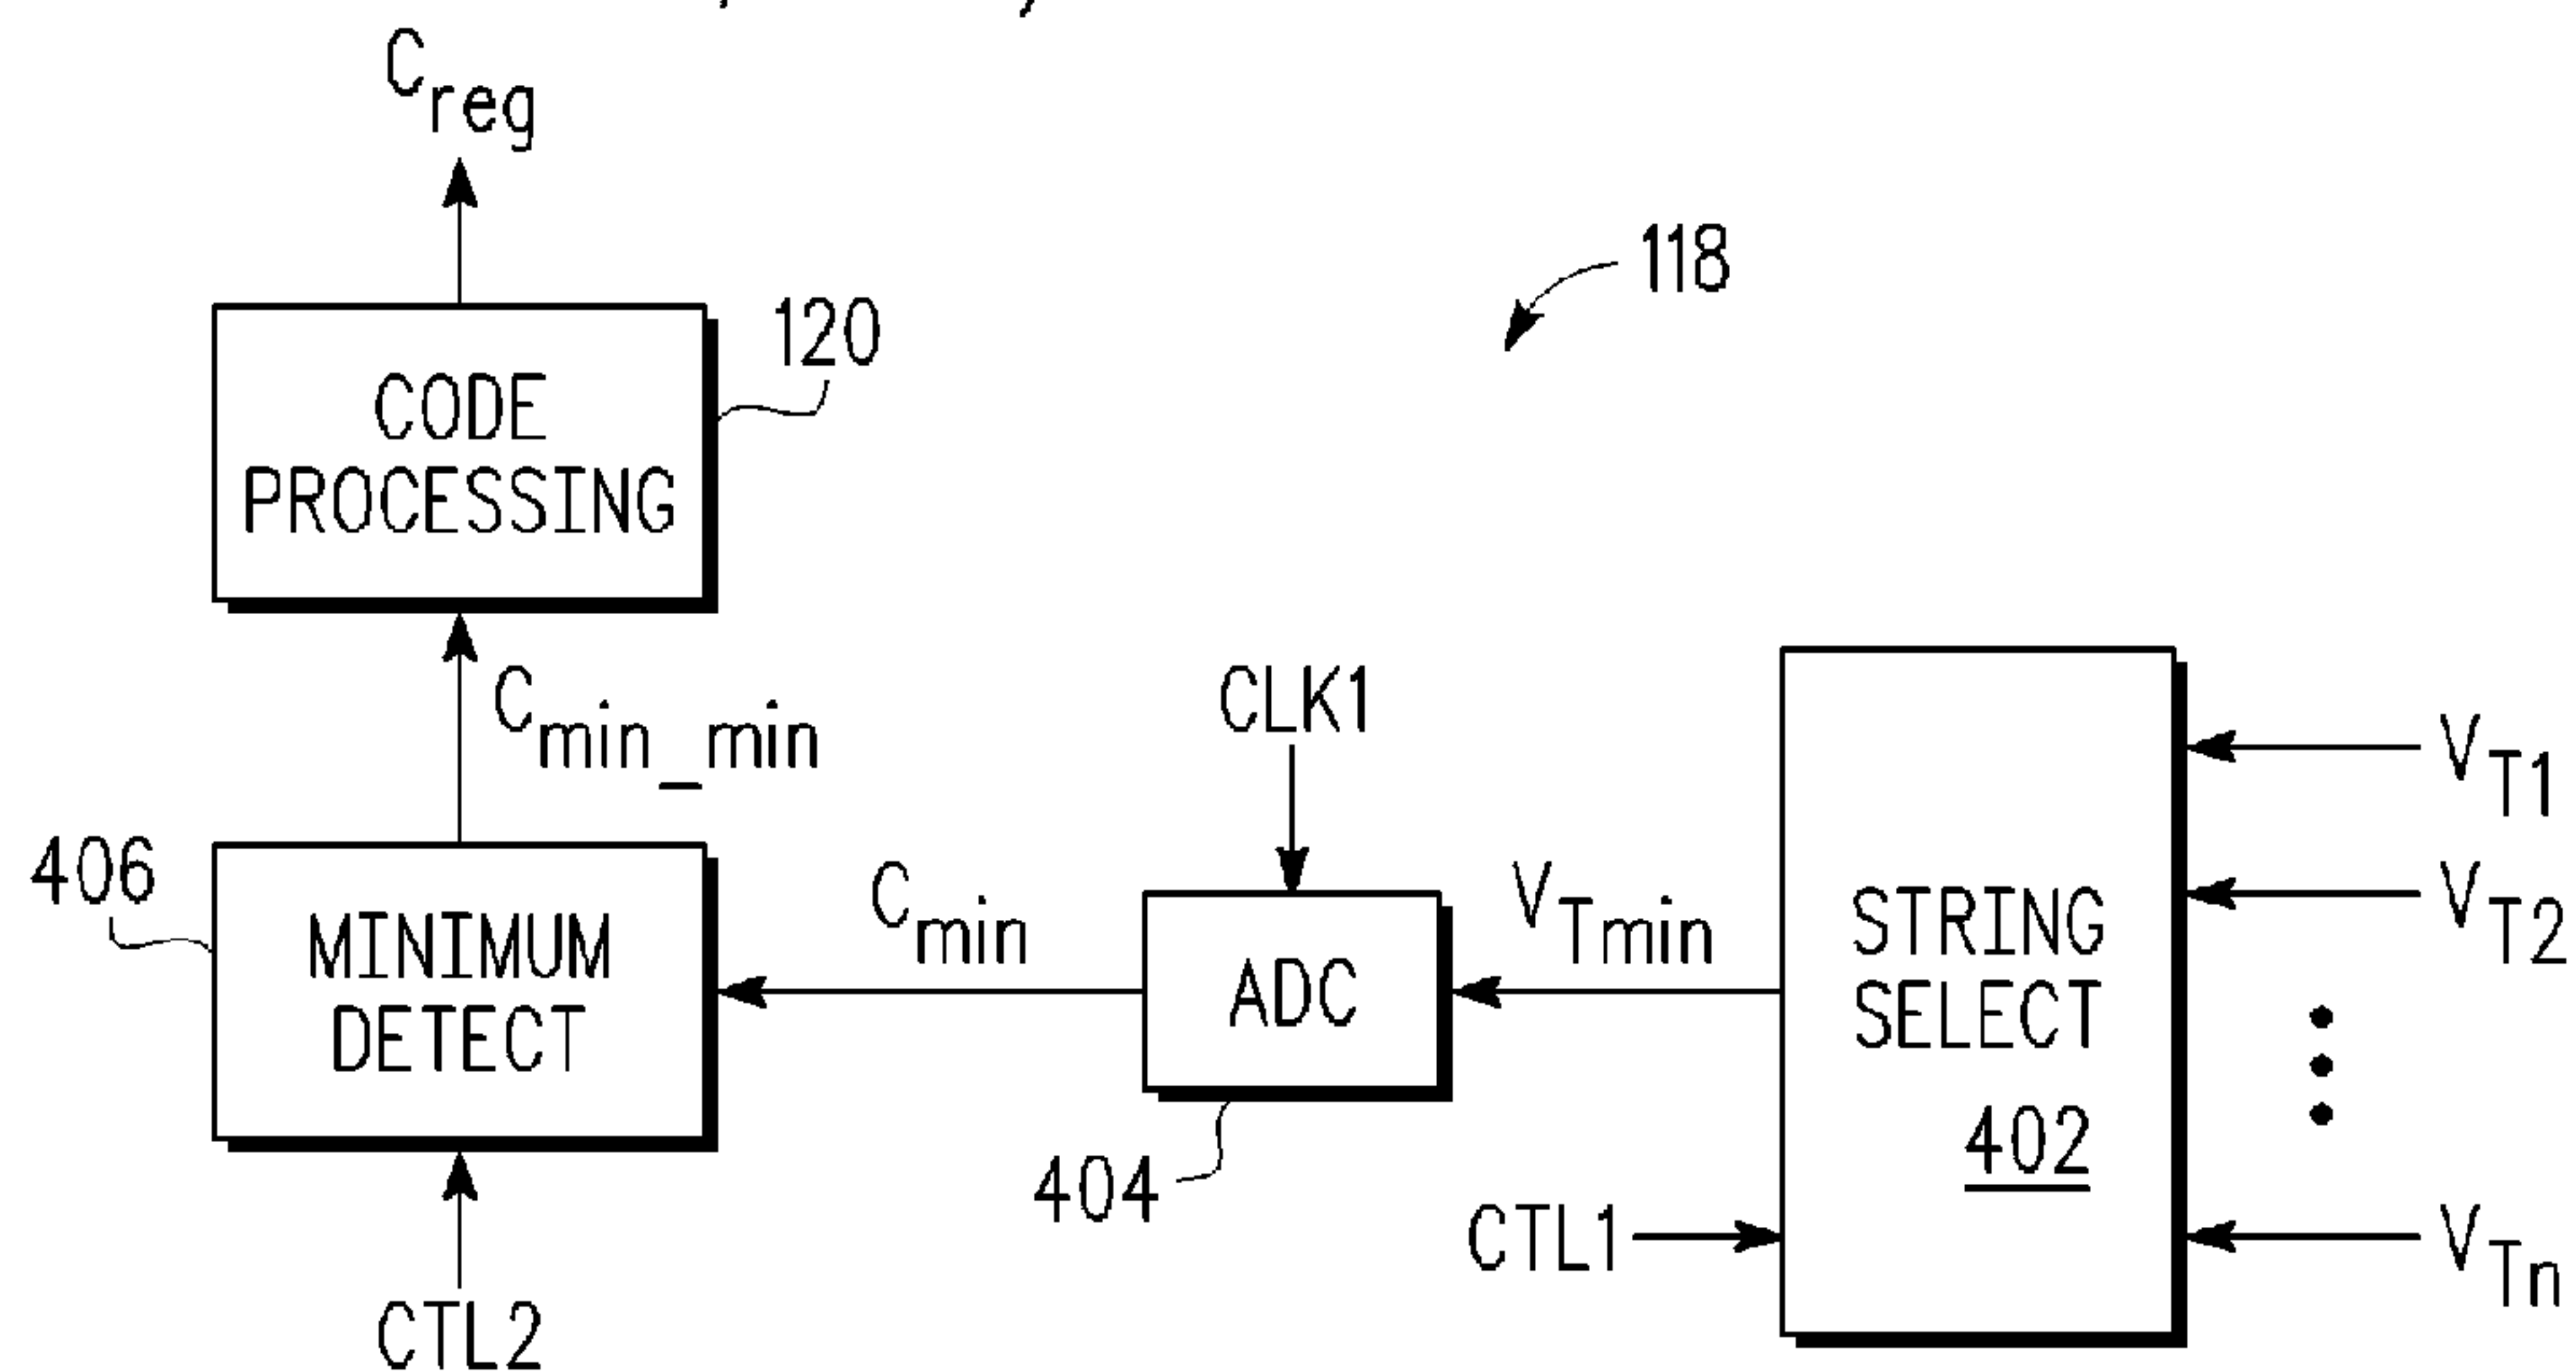 C_reg
118
120
CODE
PROCESSING
C_min_min
CLK1
V_T1
406
C_min
V_Tmin
V_T2
MINIMUM
DETECT
ADC
STRING
SELECT
402
404
CTL1
V_Tn
CTL2